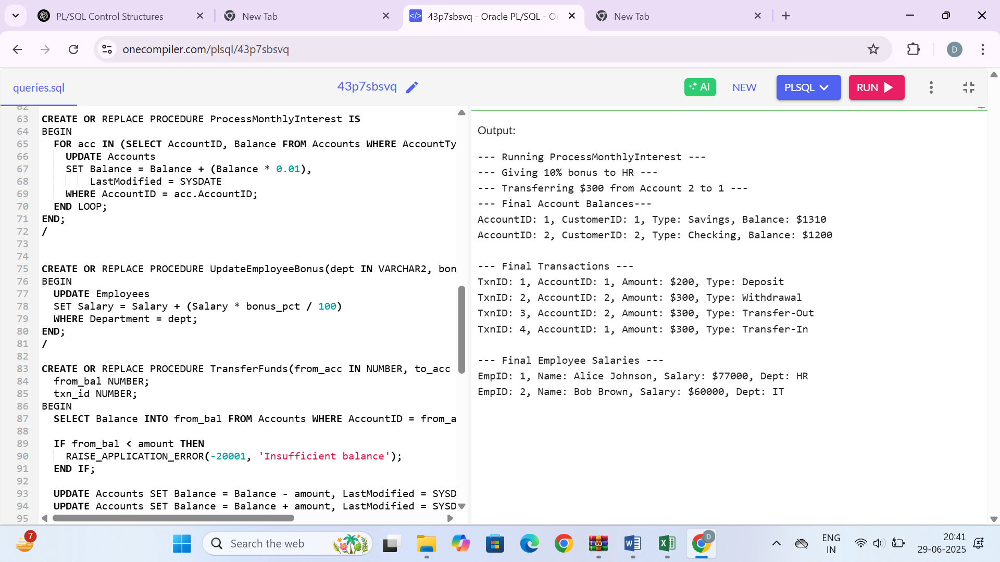 PL/SQL Control Structures
New Tab
43p7sbsvq - Oracle PL/SQL - Or
New Tab
onecompiler.com/plsql/43p7sbsvq
D
queries.sql
43p7sbsvq
AI
NEW
PLSQL
RUN
62
63 CREATE OR REPLACE PROCEDURE ProcessMonthlyInterest IS
64 BEGIN
65 FOR acc IN (SELECT AccountID, Balance FROM Accounts WHERE AccountTy
66 UPDATE Accounts
67 SET Balance = Balance + (Balance * 0.01),
68 LastModified = SYSDATE
69 WHERE AccountID = acc.AccountID;
70 END LOOP;
71 END;
72 /
73
74
75 CREATE OR REPLACE PROCEDURE UpdateEmployeeBonus(dept IN VARCHAR2, bon
76 BEGIN
77 UPDATE Employees
78 SET Salary = Salary + (Salary * bonus_pct / 100)
79 WHERE Department = dept;
80 END;
81 /
82
83 CREATE OR REPLACE PROCEDURE TransferFunds(from_acc IN NUMBER, to_acc
84 from_bal NUMBER;
85 txn_id NUMBER;
86 BEGIN
87 SELECT Balance INTO from_bal FROM Accounts WHERE AccountID = from_a
88
89 IF from_bal < amount THEN
90 RAISE_APPLICATION_ERROR(-20001, 'Insufficient balance');
91 END IF;
92
93 UPDATE Accounts SET Balance = Balance - amount, LastModified = SYSD
94 UPDATE Accounts SET Balance = Balance + amount, LastModified = SYSD
95
Output:
--- Running ProcessMonthlyInterest ---
--- Giving 10% bonus to HR ---
--- Transferring $300 from Account 2 to 1 ---
--- Final Account Balances---
AccountID: 1, CustomerID: 1, Type: Savings, Balance: $1310
AccountID: 2, CustomerID: 2, Type: Checking, Balance: $1200
--- Final Transactions ---
TxnID: 1, AccountID: 1, Amount: $200, Type: Deposit
TxnID: 2, AccountID: 2, Amount: $300, Type: Withdrawal
TxnID: 3, AccountID: 2, Amount: $300, Type: Transfer-Out
TxnID: 4, AccountID: 1, Amount: $300, Type: Transfer-In
--- Final Employee Salaries ---
EmpID: 1, Name: Alice Johnson, Salary: $77000, Dept: HR
EmpID: 2, Name: Bob Brown, Salary: $60000, Dept: IT
7
Search the web
D
ENG
IN
20:41
29-06-2025